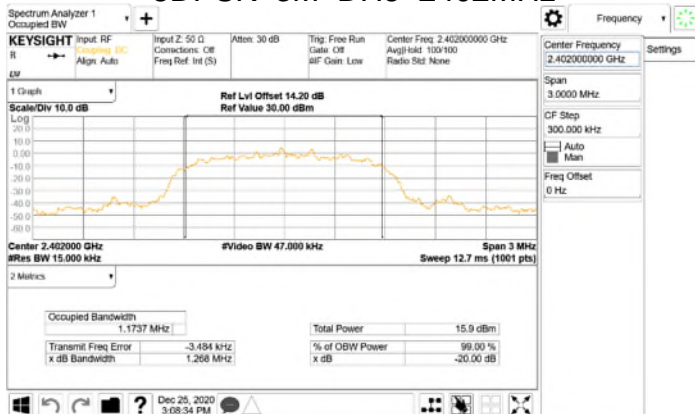 Spectrum Analyzer 1
Occupied BW
+
Frequency
KEYSIGHT
R
Input: RF
Coupling: DC
Align: Auto
Input Z: 50 Ω
Corrections: Off
Freq Ref: Int (S)
Atten: 30 dB
Trig: Free Run
Gate: Off
#IF Gain: Low
Center Freq: 2.402000000 GHz
Avg|Hold: 100/100
Radio Std: None
Center Frequency
2.402000000 GHz
Settings
Span
3.0000 MHz
CF Step
300.000 kHz
Auto
Man
Freq Offset
0 Hz
1 Graph
Scale/Div 10.0 dB
Ref Lvl Offset 14.20 dB
Ref Value 30.00 dBm
Log
20.0
10.0
0.00
-10.0
-20.0
-30.0
-40.0
-50.0
-60.0
Center 2.402000 GHz
#Res BW 15.000 kHz
#Video BW 47.000 kHz
Span 3 MHz
Sweep 12.7 ms (1001 pts)
2 Metrics
Occupied Bandwidth
1.1737 MHz
Transmit Freq Error -3.484 kHz
x dB Bandwidth 1.268 MHz
Total Power 15.9 dBm
% of OBW Power 99.00 %
x dB -20.00 dB
?
Dec 25, 2020
3:08:34 PM